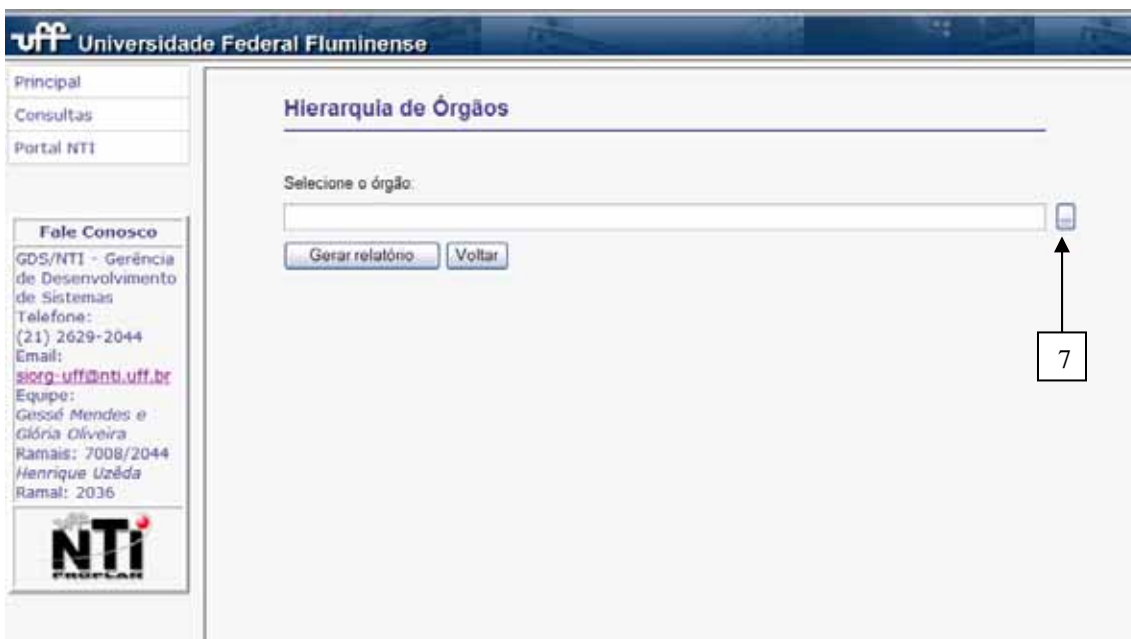 uff Universidade Federal Fluminense
Principal
Consultas
Portal NTI
Hierarquia de Órgãos
Selecione o órgão:
...
Gerar relatório
Voltar
7
Fale Conosco
GDS/NTI - Gerência
de Desenvolvimento
de Sistemas
Telefone:
(21) 2629-2044
Email:
siorg-uff@nti.uff.br
Equipe:
Gessé Mendes e
Glória Oliveira
Ramais: 7008/2044
Henrique Uzêda
Ramal: 2036
uff
NTi
PROPLAN